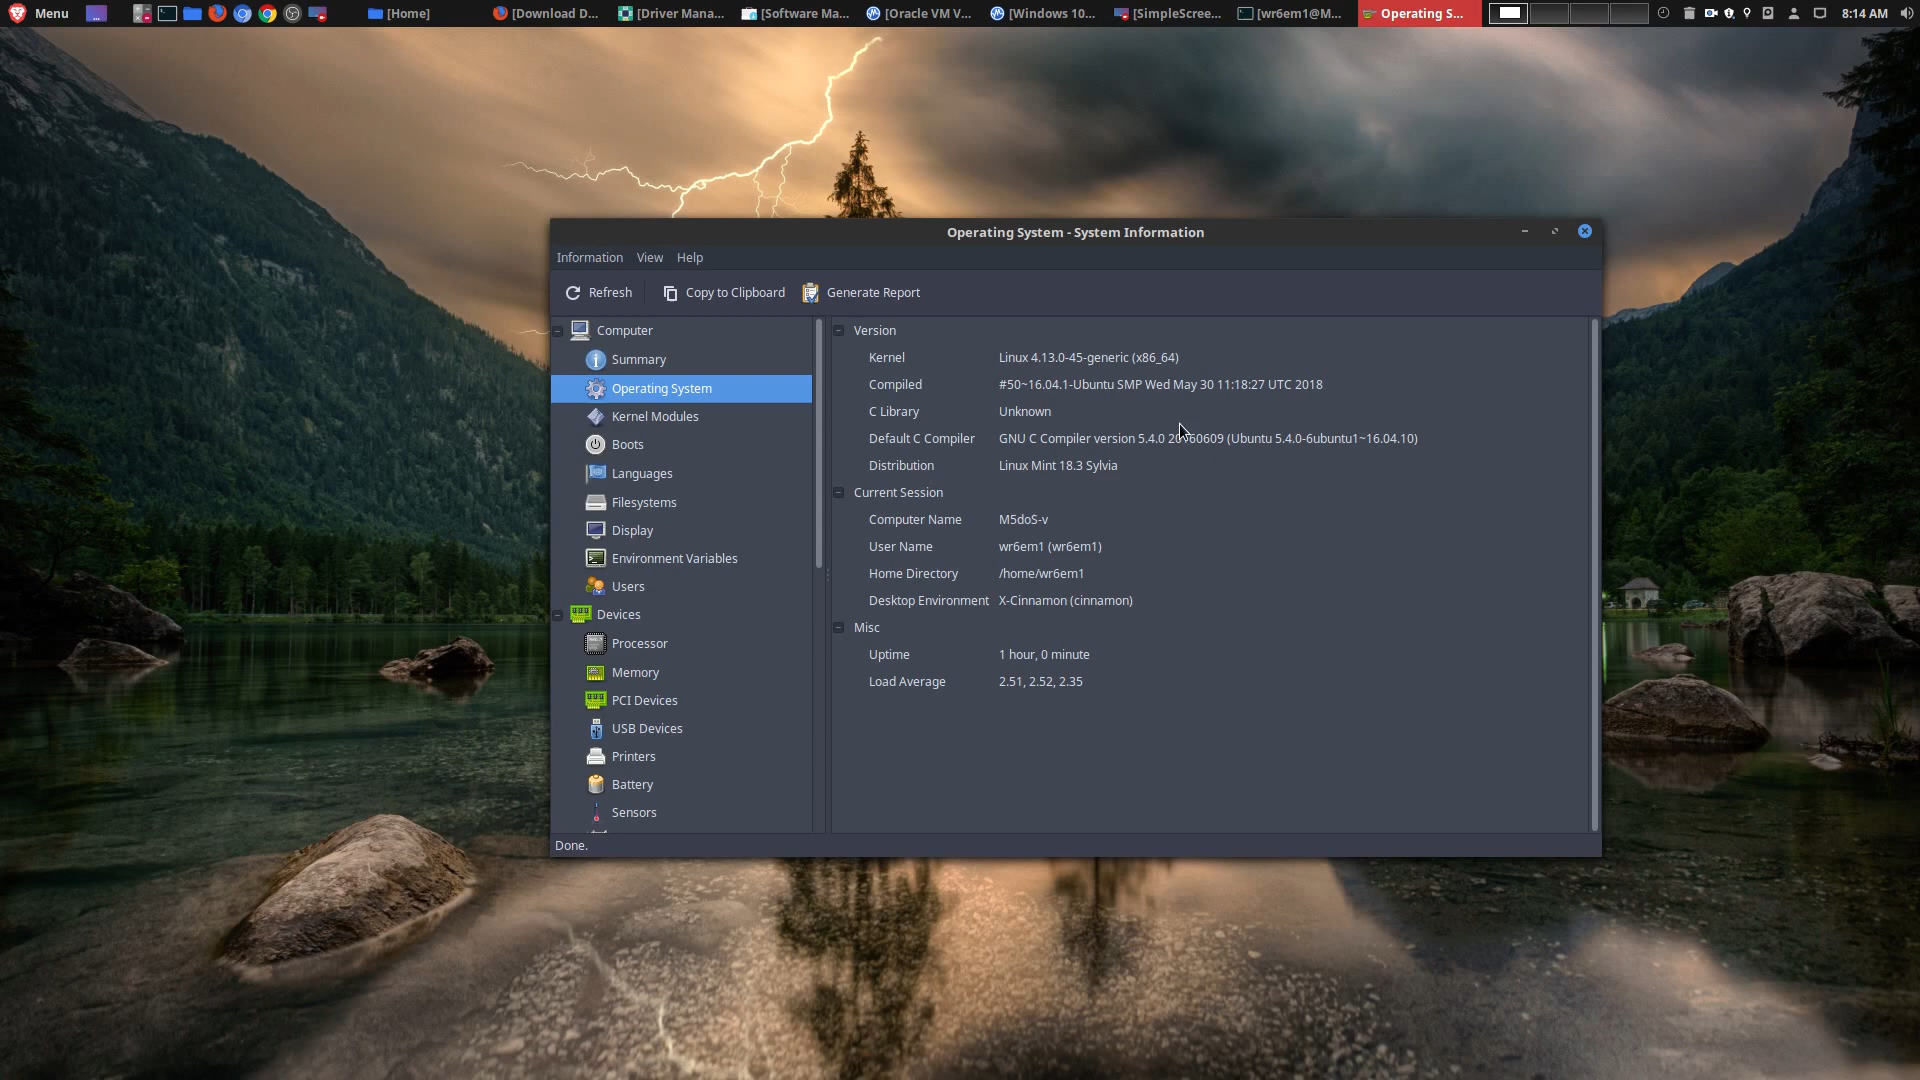 Menu [Home] [Download D... [Driver Mana... [Software Ma... [Oracle VM V... [Windows 10... [SimpleScree... [wr6em1@M... Operating S... 8:14 AM
Operating System - System Information
Information View Help
Refresh Copy to Clipboard Generate Report
Computer
Summary
Operating System
Kernel Modules
Boots
Languages
Filesystems
Display
Environment Variables
Users
Devices
Processor
Memory
PCI Devices
USB Devices
Printers
Battery
Sensors
Version
Kernel Linux 4.13.0-45-generic (x86_64)
Compiled #50~16.04.1-Ubuntu SMP Wed May 30 11:18:27 UTC 2018
C Library Unknown
Default C Compiler GNU C Compiler version 5.4.0 20160609 (Ubuntu 5.4.0-6ubuntu1~16.04.10)
Distribution Linux Mint 18.3 Sylvia
Current Session
Computer Name M5doS-v
User Name wr6em1 (wr6em1)
Home Directory /home/wr6em1
Desktop Environment X-Cinnamon (cinnamon)
Misc
Uptime 1 hour, 0 minute
Load Average 2.51, 2.52, 2.35
Done.